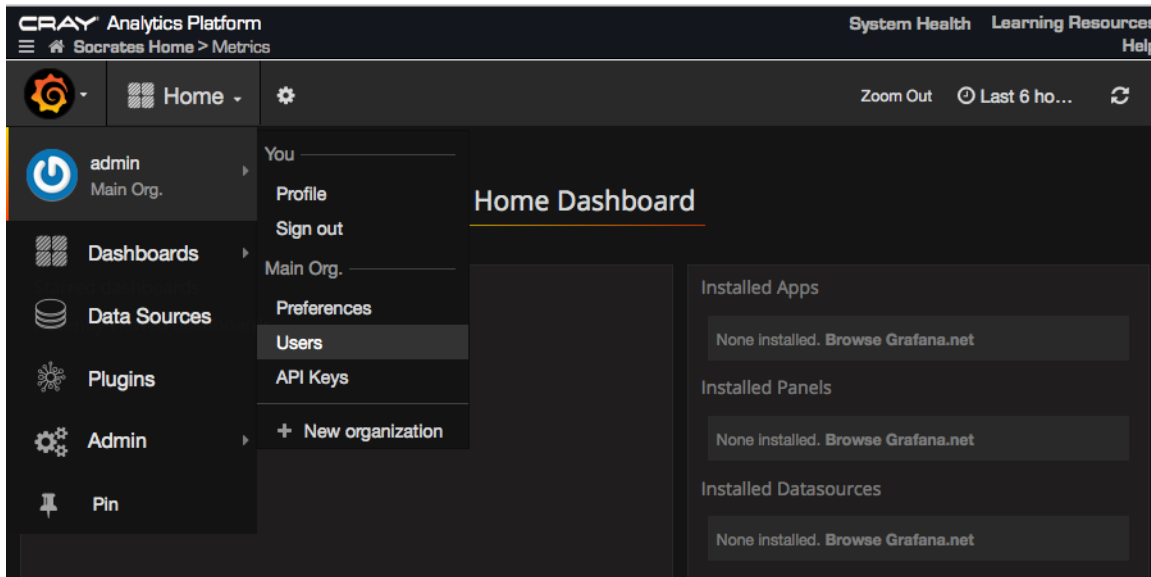 CRAY Analytics Platform
System Health Learning Resources
Socrates Home > Metrics
Help
Home
Zoom Out Last 6 ho...
admin
Main Org.
Dashboards
Data Sources
Plugins
Admin
Pin
You
Profile
Sign out
Main Org.
Preferences
Users
API Keys
+ New organization
Home Dashboard
Installed Apps
None installed. Browse Grafana.net
Installed Panels
None installed. Browse Grafana.net
Installed Datasources
None installed. Browse Grafana.net